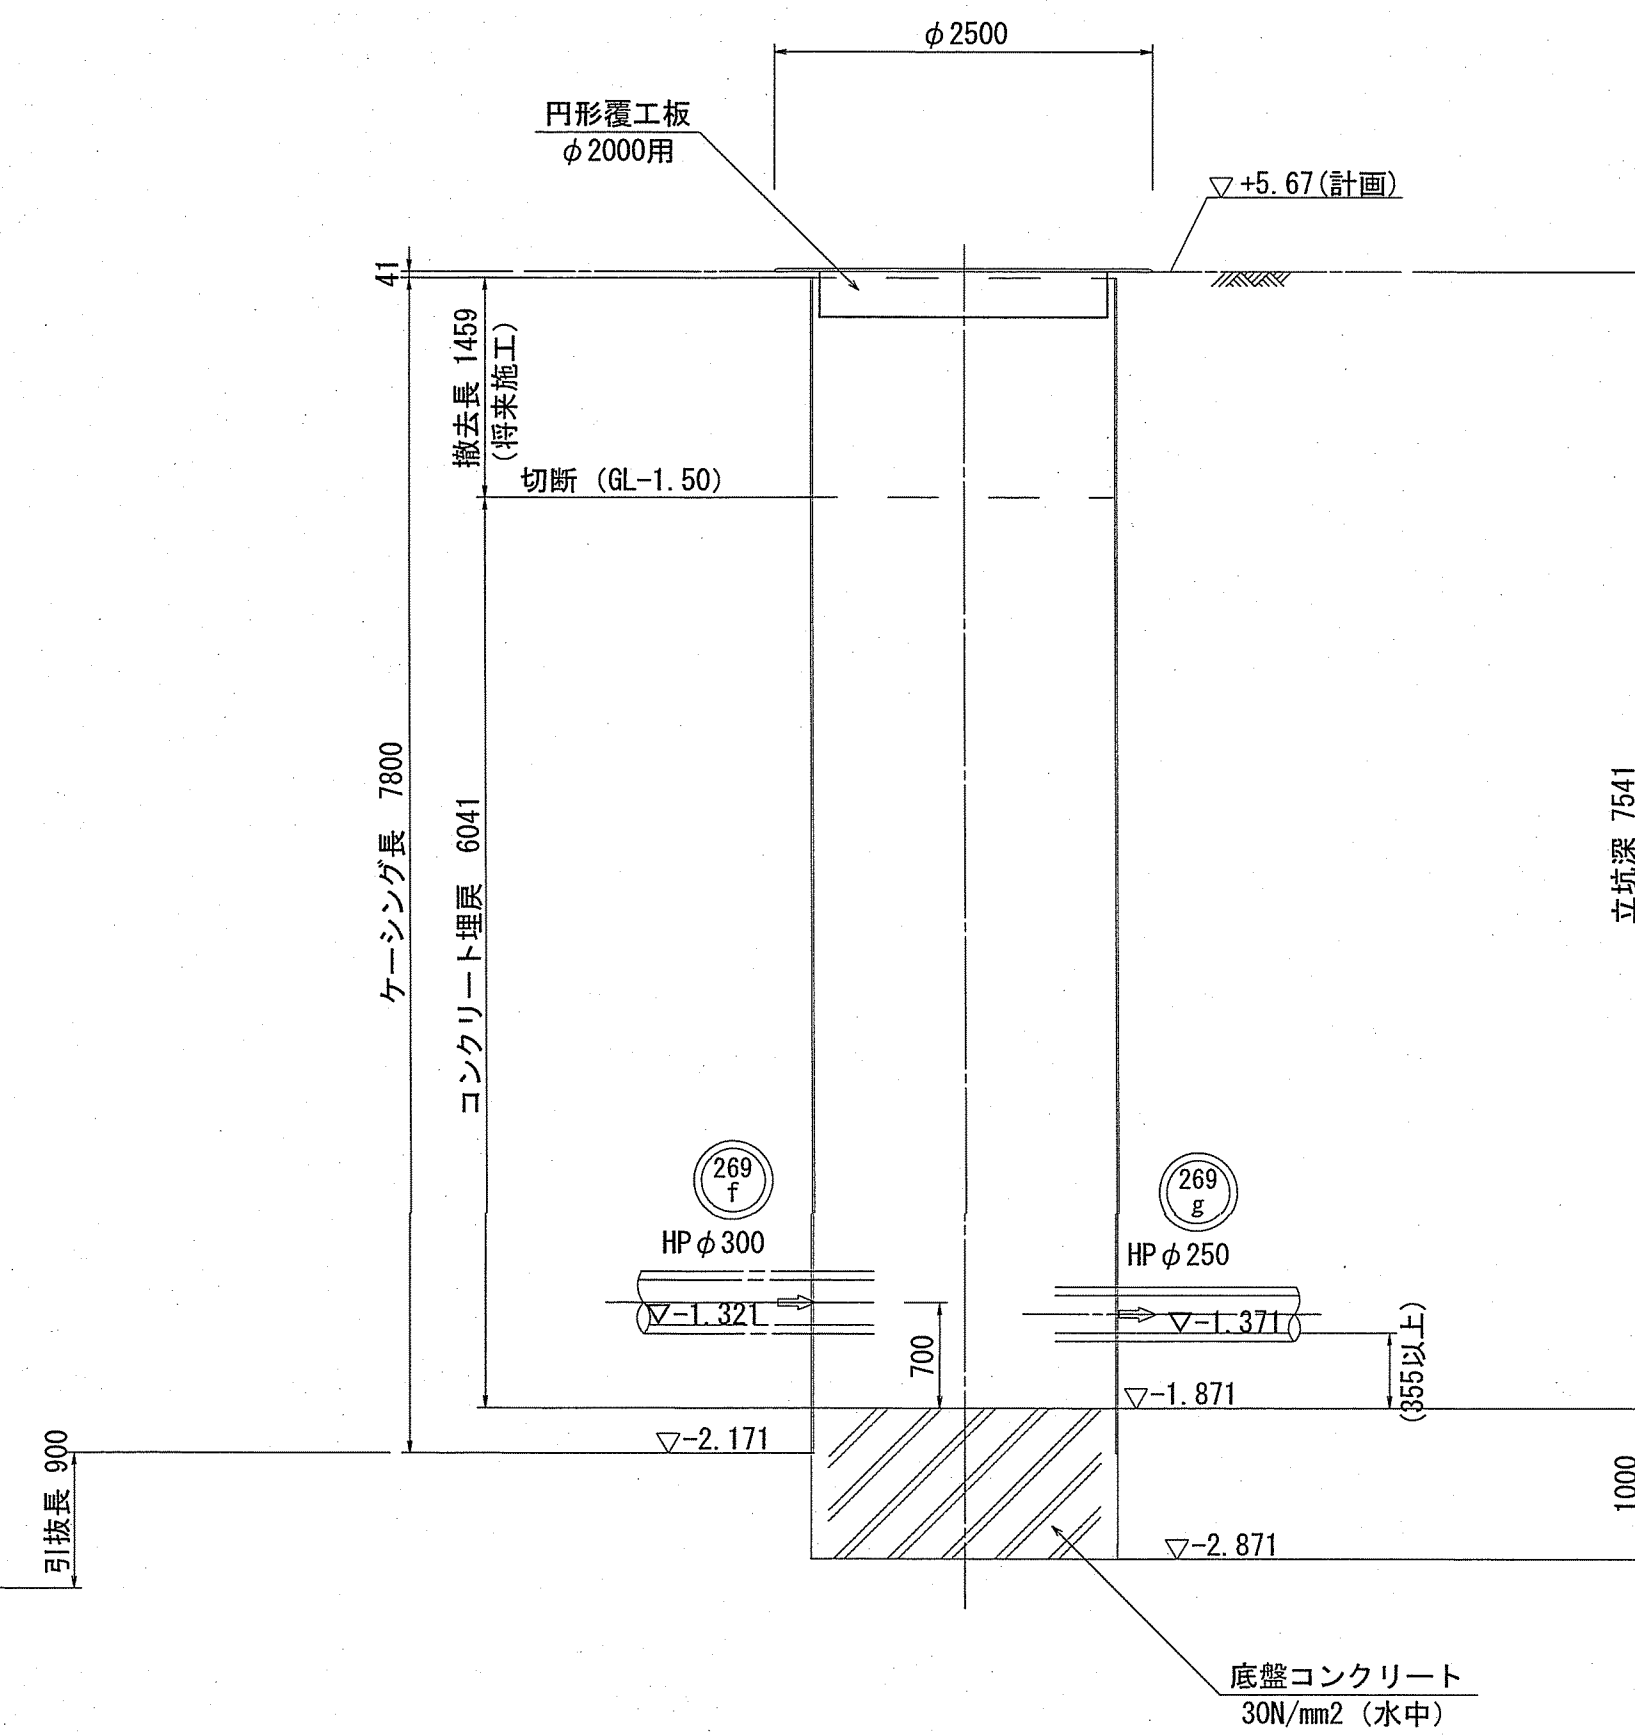 φ2500
円形覆工板
φ2000用
▽+5.67(計画)
41
撤去長 1459
(将来施工)
切断 (GL-1.50)
ケーシング長 7800
コンクリート埋戻 6041
立坑深 7541
269
f
HPφ300
269
g
HPφ250
▽-1.321
▽-1.371
700
(355以上)
▽-1.871
▽-2.171
引抜長 900
1000
▽-2.871
底盤コンクリート
30N/mm2 (水中)